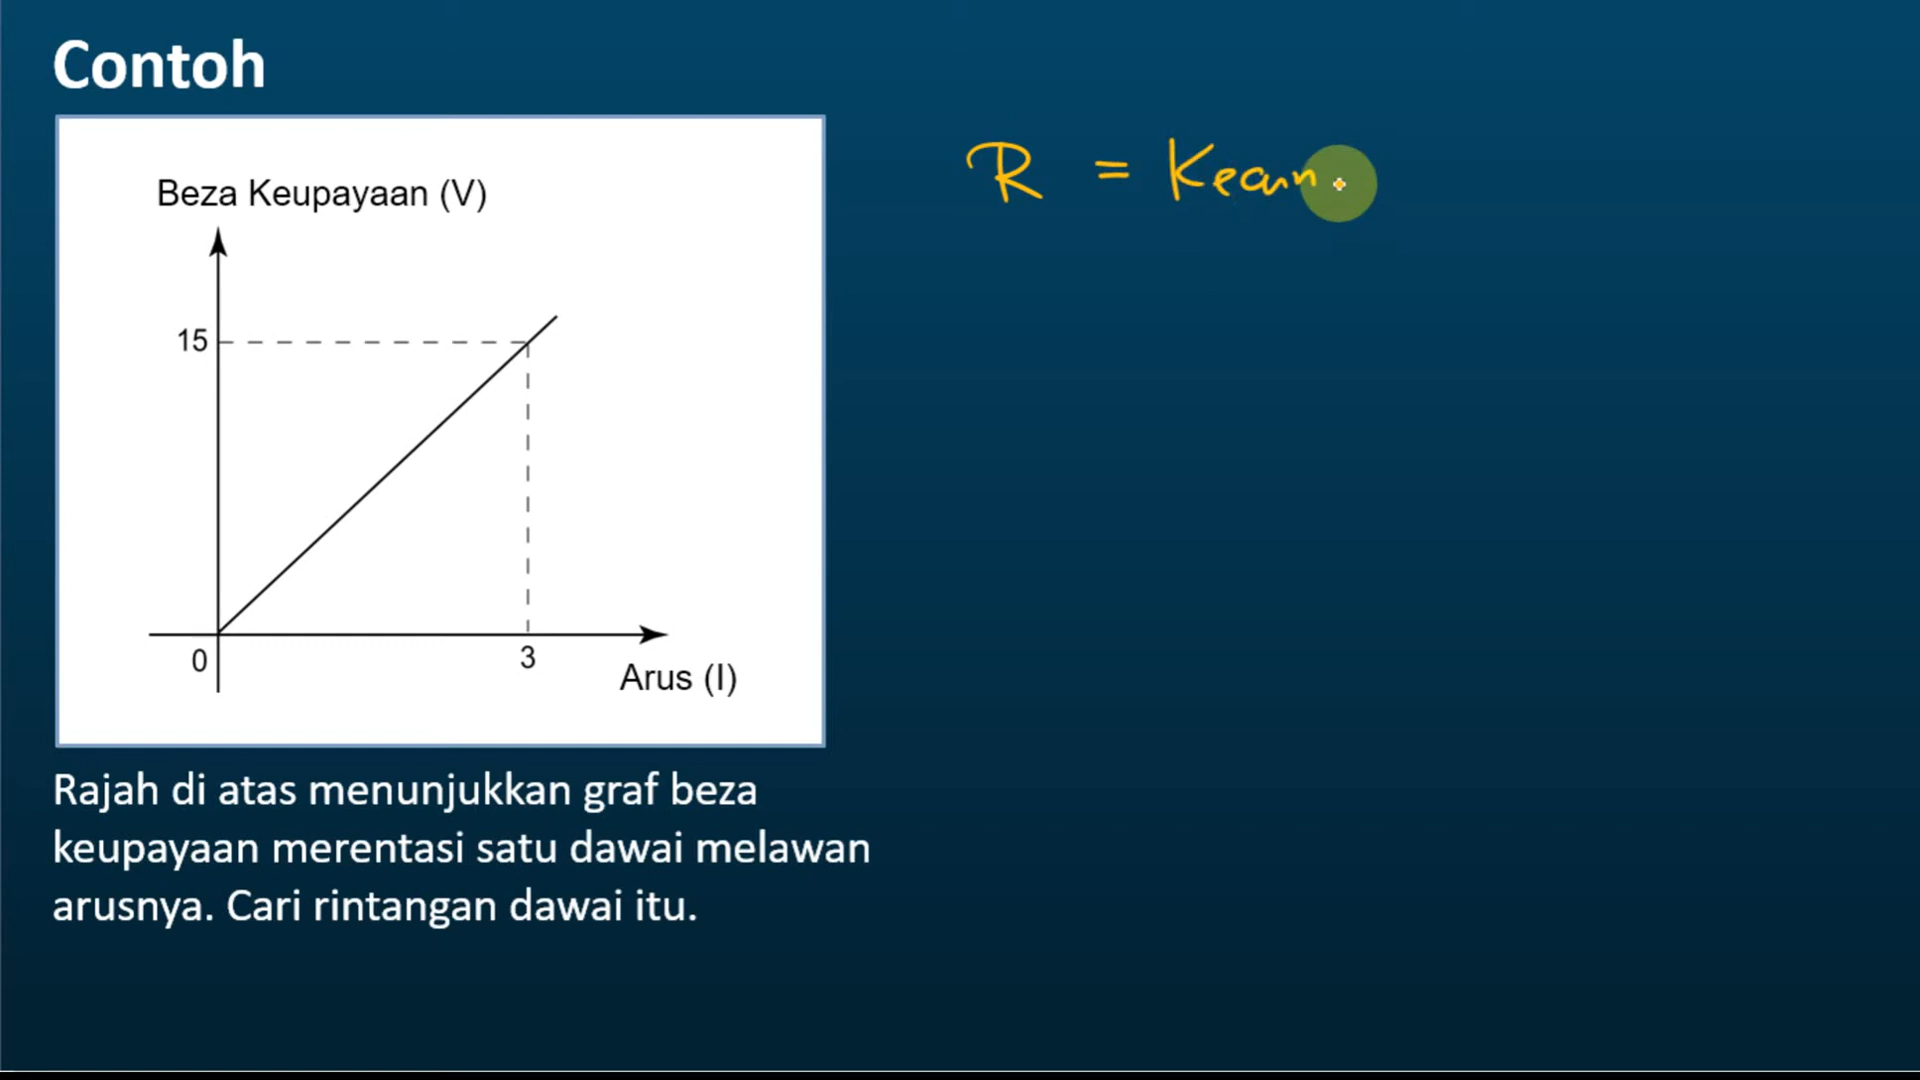 Contoh
Beza Keupayaan (V)
15
0
3
Arus (I)
R = Kean
Rajah di atas menunjukkan graf beza
keupayaan merentasi satu dawai melawan
arusnya. Cari rintangan dawai itu.